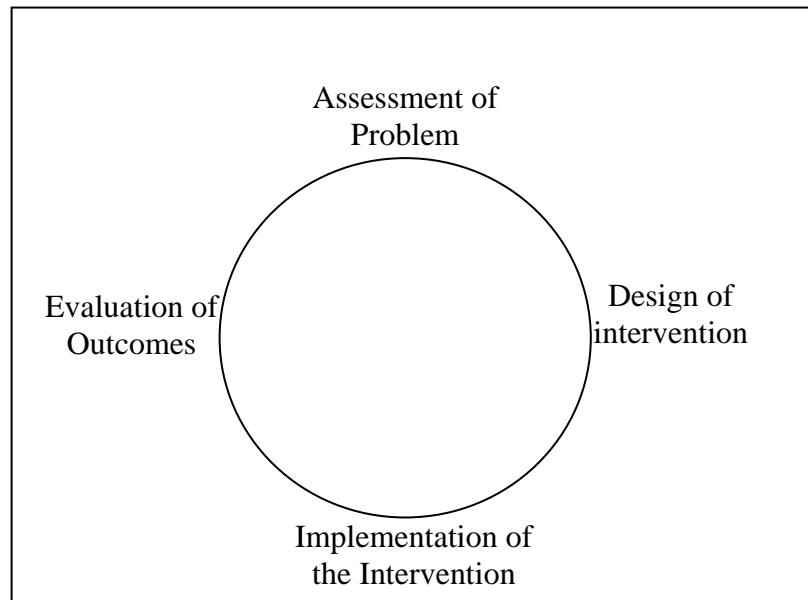 Assessment of
Problem
Design of
intervention
Implementation of
the Intervention
Evaluation of
Outcomes